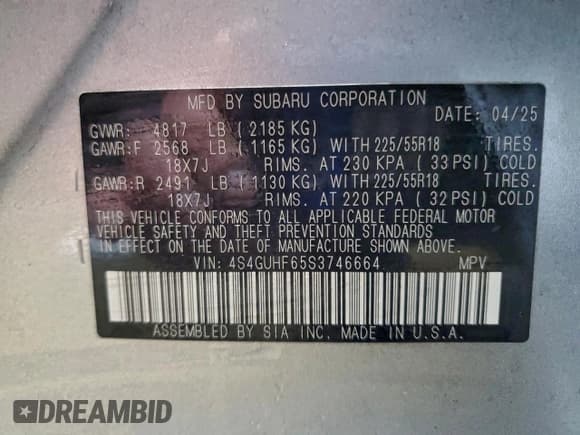 MFD BY SUBARU CORPORATION
DATE: 04/25
GVWR: 4817 LB (2185 KG)
GAWR:F 2568 LB (1165 KG) WITH 225/55R18 TIRES.
18X7J RIMS. AT 230 KPA (33 PSI) COLD
GAWR:R 2491 LB (1130 KG) WITH 225/55R18 TIRES.
18X7J RIMS. AT 220 KPA (32 PSI) COLD
THIS VEHICLE CONFORMS TO ALL APPLICABLE FEDERAL MOTOR
VEHICLE SAFETY AND THEFT PREVENTION STANDARDS IN
EFFECT ON THE DATE OF MANUFACTURE SHOWN ABOVE.
VIN: 4S4GUHF65S3746664 MPV
ASSEMBLED BY SIA INC. MADE IN U.S.A.
DREAMBID